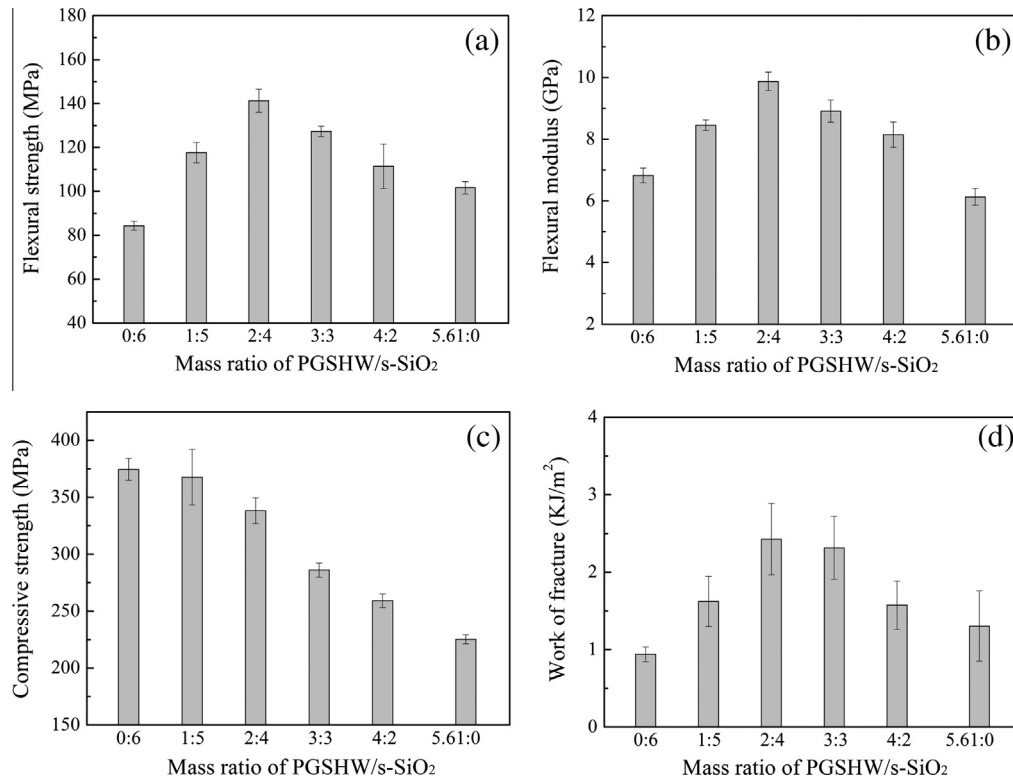 (a)
Flexural strength (MPa)
180
160
140
120
100
80
60
40
0:6 1:5 2:4 3:3 4:2 5.61:0
Mass ratio of PGSHW/s-SiO₂
(b)
Flexural modulus (GPa)
12
10
8
6
4
2
0:6 1:5 2:4 3:3 4:2 5.61:0
Mass ratio of PGSHW/s-SiO₂
(c)
Compressive strength (MPa)
400
350
300
250
200
150
0:6 1:5 2:4 3:3 4:2 5.61:0
Mass ratio of PGSHW/s-SiO₂
(d)
Work of fracture (KJ/m²)
4
3
2
1
0
0:6 1:5 2:4 3:3 4:2 5.61:0
Mass ratio of PGSHW/s-SiO₂